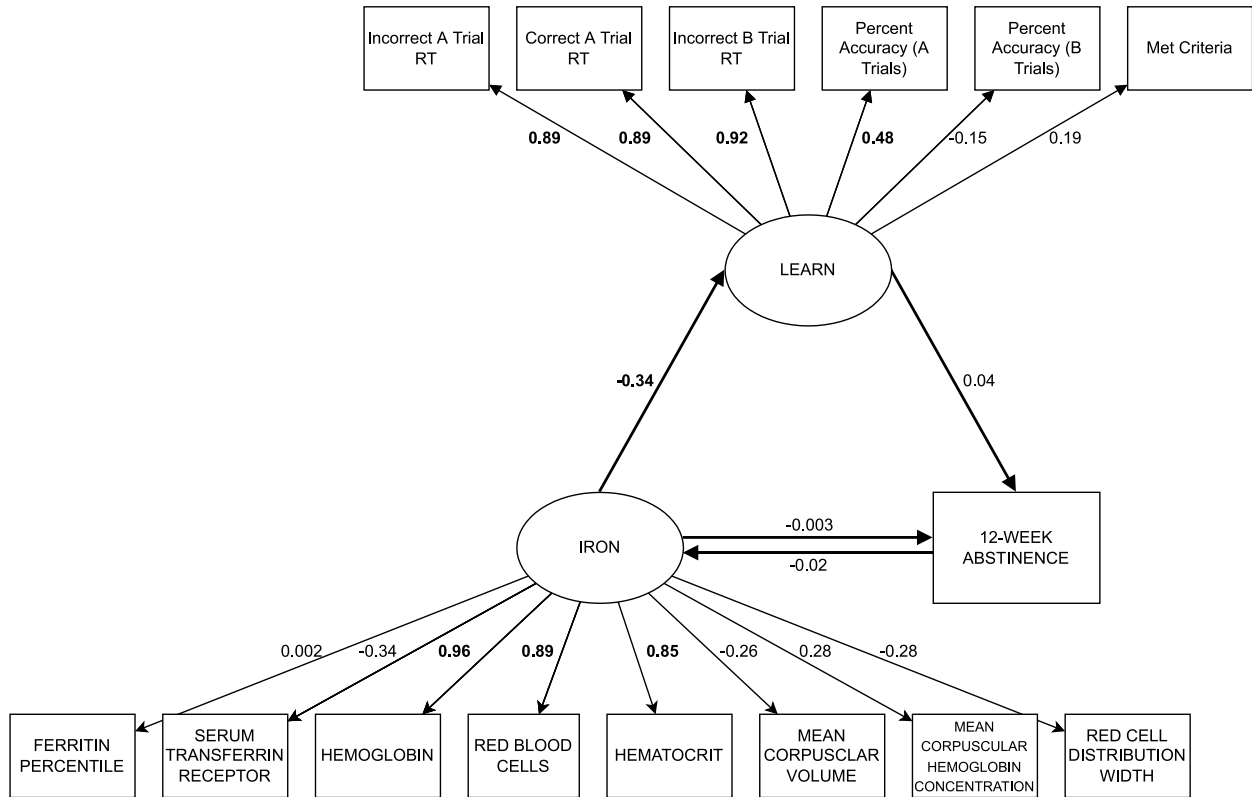 Incorrect A Trial
RT
Correct A Trial
RT
Incorrect B Trial
RT
Percent
Accuracy (A
Trials)
Percent
Accuracy (B
Trials)
Met Criteria
0.89
0.89
0.92
0.48
-0.15
0.19
LEARN
-0.34
0.04
IRON
-0.003
-0.02
12-WEEK
ABSTINENCE
0.002
-0.34
0.96
0.89
0.85
-0.26
0.28
-0.28
FERRITIN
PERCENTILE
SERUM
TRANSFERRIN
RECEPTOR
HEMOGLOBIN
RED BLOOD
CELLS
HEMATOCRIT
MEAN
CORPUSCLAR
VOLUME
MEAN
CORPUSCULAR
HEMOGLOBIN
CONCENTRATION
RED CELL
DISTRIBUTION
WIDTH